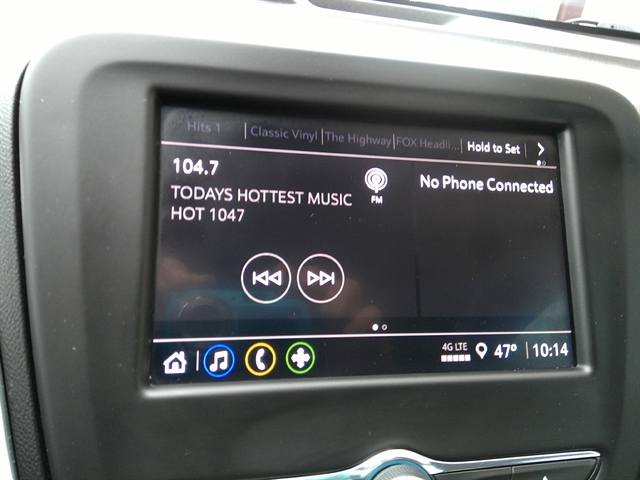 Hits 1 Classic Vinyl The Highway FOX Headli... Hold to Set
104.7
FM
No Phone Connected
TODAYS HOTTEST MUSIC
HOT 1047
4G LTE
47° 10:14